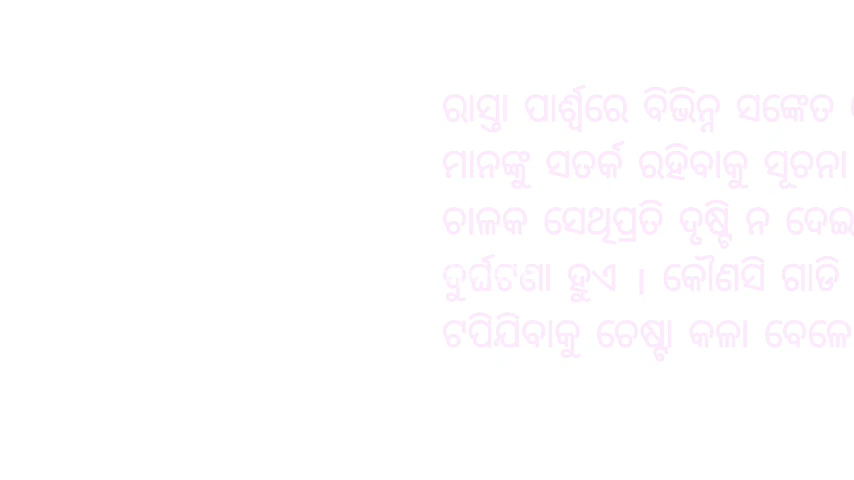 ରାସ୍ତା ପାର୍ଶ୍ୱରେ ବିଭିନ୍ନ ସଙ୍କେତ
ମାନଙ୍କୁ ସତର୍କ ରହିବାକୁ ସୂଚନା
ଚାଳକ ସେଥିପ୍ରତି ଦୃଷ୍ଟି ନ ଦେଇ
ଦୁର୍ଘଟଣା ହୁଏ । କୌଣସି ଗାଡି
ଟପିଯିବାକୁ ଚେଷ୍ଟା କଲା ବେଳେ